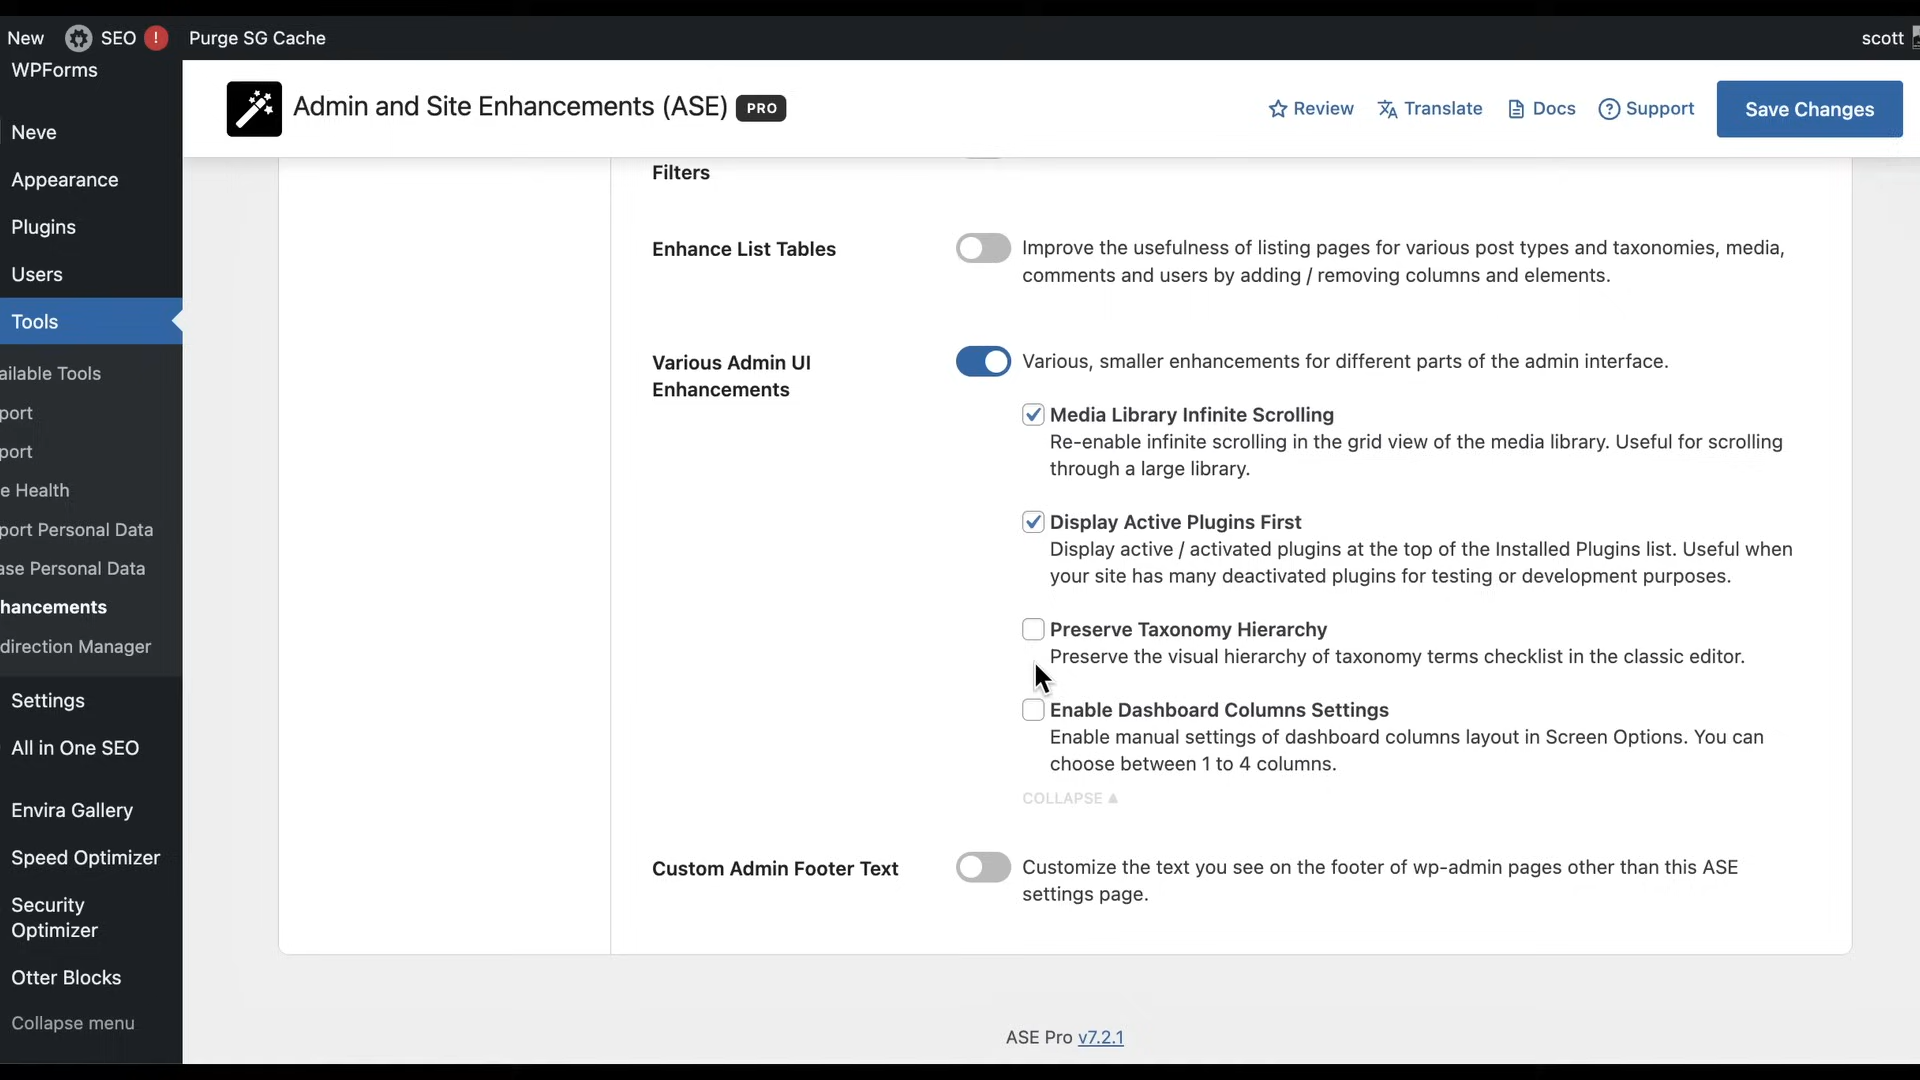 New
SEO
!
Purge SG Cache
scott
WPForms
Neve
Appearance
Plugins
Users
Tools
ailable Tools
port
port
e Health
port Personal Data
ase Personal Data
hancements
direction Manager
Settings
All in One SEO
Envira Gallery
Speed Optimizer
Security
Optimizer
Otter Blocks
Collapse menu
Admin and Site Enhancements (ASE) PRO
Review
Translate
Docs
Support
Save Changes
Filters
Enhance List Tables
Improve the usefulness of listing pages for various post types and taxonomies, media,
comments and users by adding / removing columns and elements.
Various Admin UI
Enhancements
Various, smaller enhancements for different parts of the admin interface.
Media Library Infinite Scrolling
Re-enable infinite scrolling in the grid view of the media library. Useful for scrolling
through a large library.
Display Active Plugins First
Display active / activated plugins at the top of the Installed Plugins list. Useful when
your site has many deactivated plugins for testing or development purposes.
Preserve Taxonomy Hierarchy
Preserve the visual hierarchy of taxonomy terms checklist in the classic editor.
Enable Dashboard Columns Settings
Enable manual settings of dashboard columns layout in Screen Options. You can
choose between 1 to 4 columns.
COLLAPSE ▲
Custom Admin Footer Text
Customize the text you see on the footer of wp-admin pages other than this ASE
settings page.
ASE Pro v7.2.1